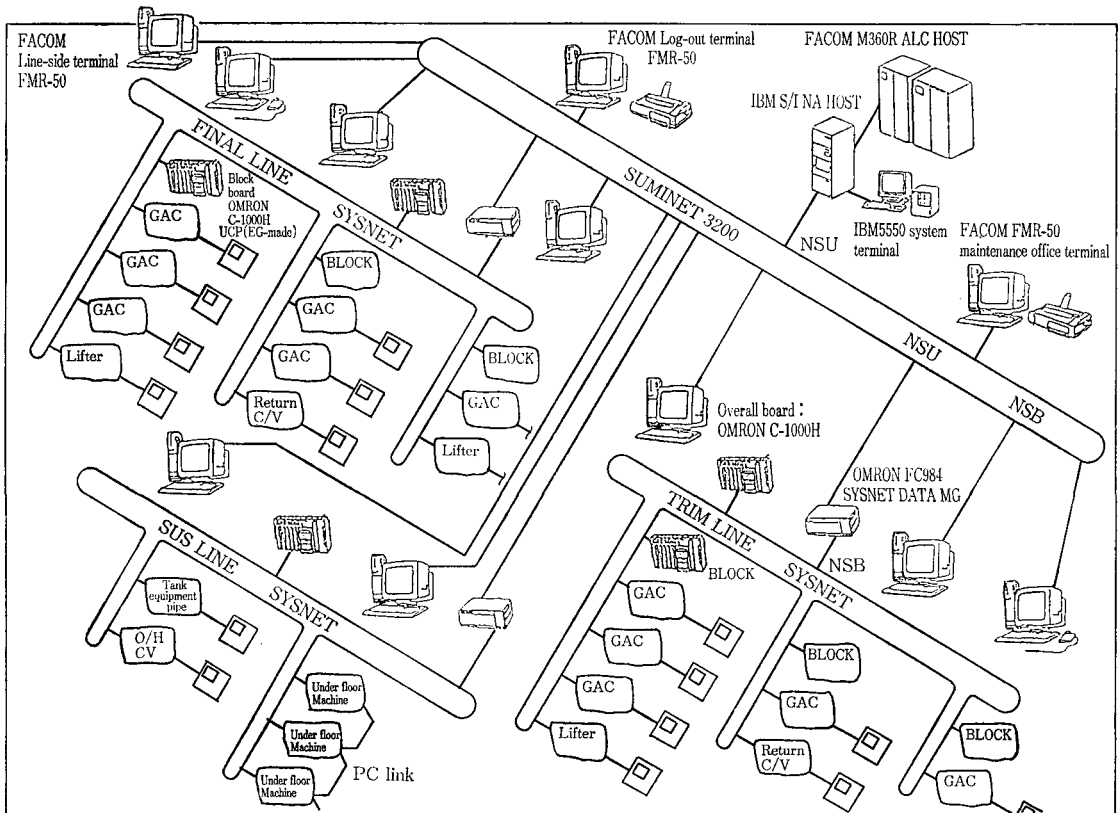 FACOM
Line-side terminal
FMR-50
FACOM Log-out terminal
FMR-50
FACOM M360R ALC HOST
IBM S/I NA HOST
IBM5550 system
terminal
FACOM FMR-50
maintenance office terminal
SUMINET 3200
NSU
NSU
NSB
FINAL LINE
SYSNET
Block
board
OMRON
C-1000H
UCP(EG-made)
GAC
GAC
GAC
Lifter
BLOCK
GAC
GAC
Return
C/V
BLOCK
GAC
Lifter
Overall board :
OMRON C-1000H
OMRON FC984
SYSNET DATA MG
NSB
SUS LINE
SYSNET
Tank
equipment
pipe
O/H
CV
Under floor
Machine
Under floor
Machine
Under floor
Machine
PC link
TRIM LINE
SYSNET
BLOCK
GAC
GAC
GAC
Lifter
BLOCK
GAC
Return
C/V
BLOCK
GAC